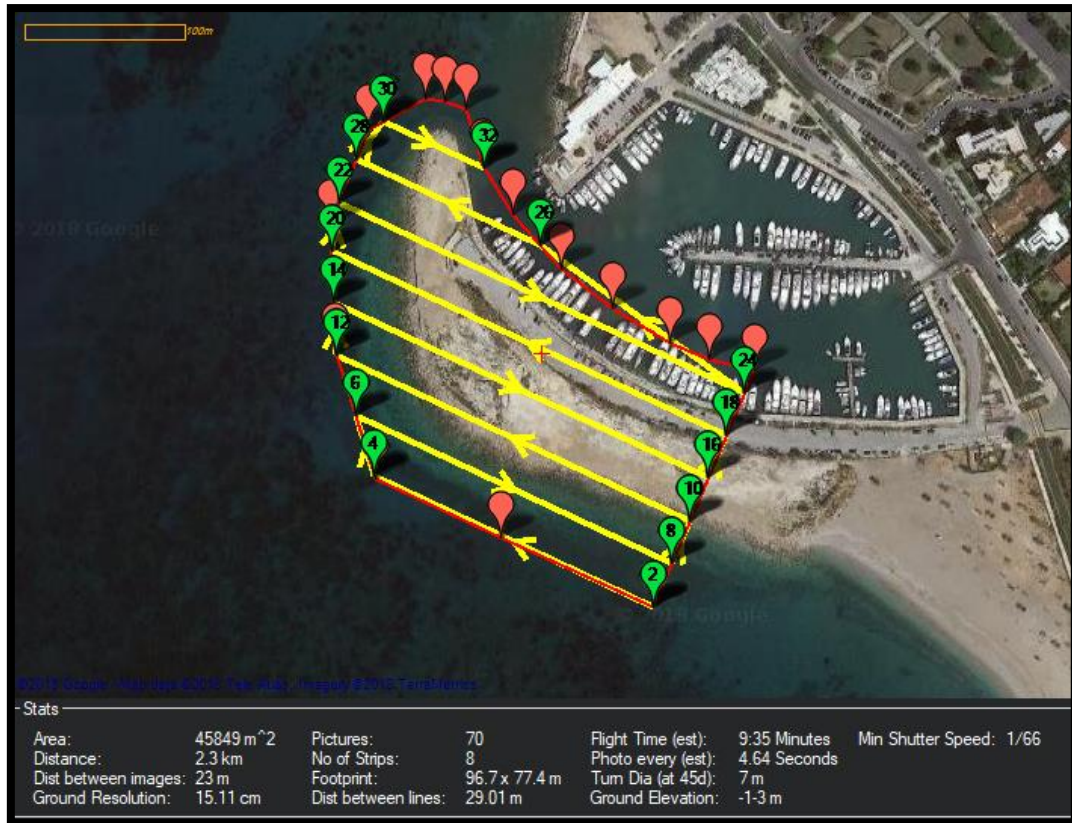 100m
30
28
32
22
20
26
14
12
24
6
18
4
16
10
8
2
2018 Google
Stats
Area: 45849 m^2 Pictures: 70 Flight Time (est): 9:35 Minutes Min Shutter Speed: 1/66
Distance: 2.3 km No of Strips: 8 Photo every (est): 4.64 Seconds
Dist between images: 23 m Footprint: 96.7 x 77.4 m Turn Dia (at 45d): 7 m
Ground Resolution: 15.11 cm Dist between lines: 29.01 m Ground Elevation: -1-3 m